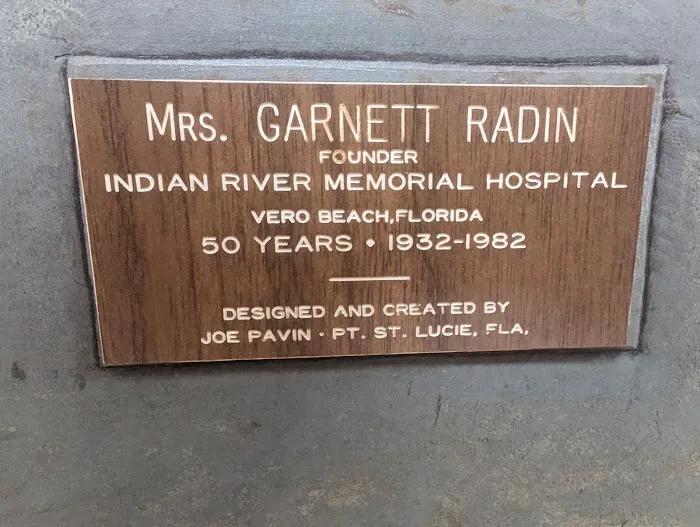 MRS. GARNETT RADIN
FOUNDER
INDIAN RIVER MEMORIAL HOSPITAL
VERO BEACH, FLORIDA
50 YEARS • 1932-1982
DESIGNED AND CREATED BY
JOE PAVIN · PT. ST. LUCIE, FLA,